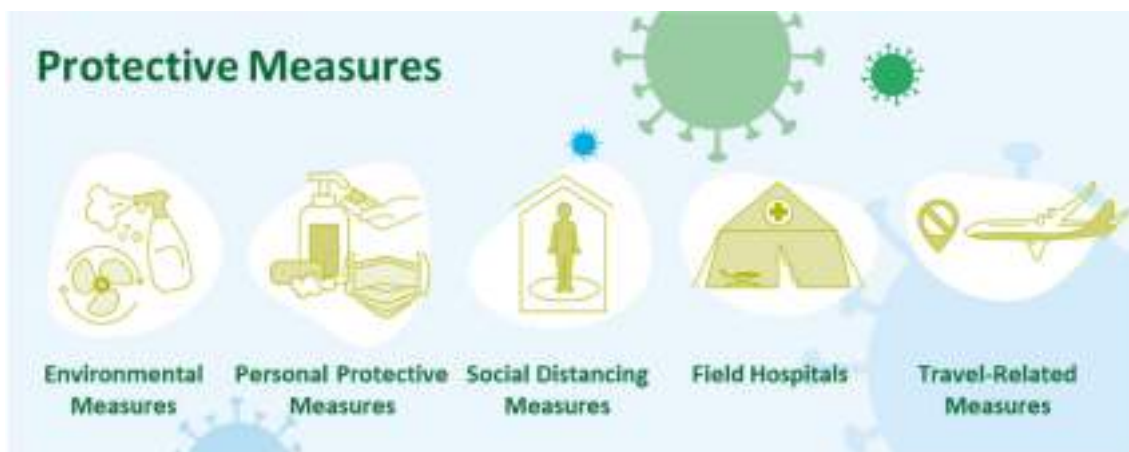 Protective Measures
Environmental
Measures
Personal Protective
Measures
Social Distancing
Measures
Field Hospitals
Travel-Related
Measures